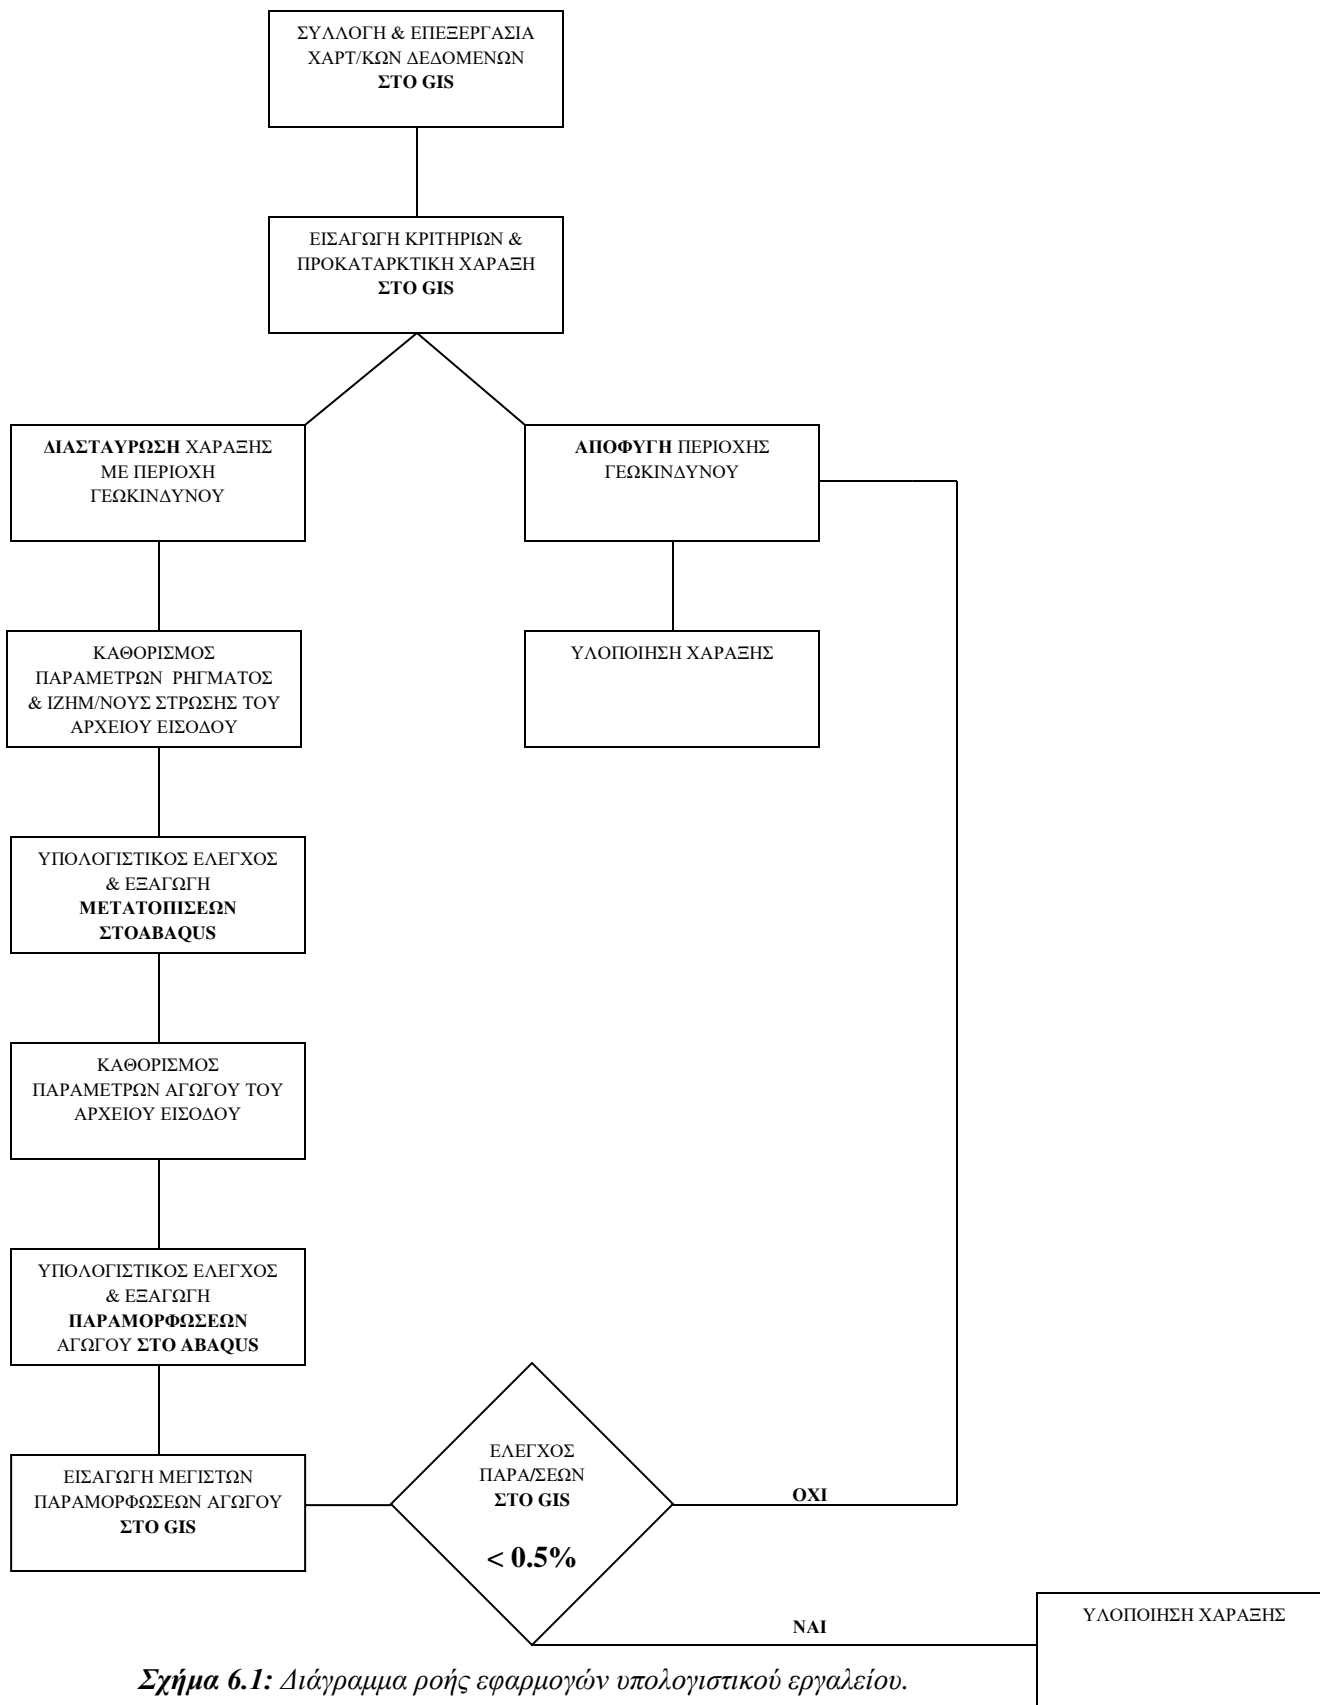 ΣΥΛΛΟΓΗ & ΕΠΕΞΕΡΓΑΣΙΑ
ΧΑΡΤ/ΚΩΝ ΔΕΔΟΜΕΝΩΝ
ΣΤΟ GIS
ΕΙΣΑΓΩΓΗ ΚΡΙΤΗΡΙΩΝ &
ΠΡΟΚΑΤΑΡΚΤΙΚΗ ΧΑΡΑΞΗ
ΣΤΟ GIS
ΔΙΑΣΤΑΥΡΩΣΗ ΧΑΡΑΞΗΣ
ΜΕ ΠΕΡΙΟΧΗ
ΓΕΩΚΙΝΔΥΝΟΥ
ΑΠΟΦΥΓΗ ΠΕΡΙΟΧΗΣ
ΓΕΩΚΙΝΔΥΝΟΥ
ΚΑΘΟΡΙΣΜΟΣ
ΠΑΡΑΜΕΤΡΩΝ ΡΗΓΜΑΤΟΣ
& ΙΖΗΜ/ΝΟΥΣ ΣΤΡΩΣΗΣ ΤΟΥ
ΑΡΧΕΙΟΥ ΕΙΣΟΔΟΥ
ΥΛΟΠΟΙΗΣΗ ΧΑΡΑΞΗΣ
ΥΠΟΛΟΓΙΣΤΙΚΟΣ ΕΛΕΓΧΟΣ
& ΕΞΑΓΩΓΗ
ΜΕΤΑΤΟΠΙΣΕΩΝ
ΣΤΟABAQUS
ΚΑΘΟΡΙΣΜΟΣ
ΠΑΡΑΜΕΤΡΩΝ ΑΓΩΓΟΥ ΤΟΥ
ΑΡΧΕΙΟΥ ΕΙΣΟΔΟΥ
ΥΠΟΛΟΓΙΣΤΙΚΟΣ ΕΛΕΓΧΟΣ
& ΕΞΑΓΩΓΗ
ΠΑΡΑΜΟΡΦΩΣΕΩΝ
ΑΓΩΓΟΥ ΣΤΟ ABAQUS
ΕΙΣΑΓΩΓΗ ΜΕΓΙΣΤΩΝ
ΠΑΡΑΜΟΡΦΩΣΕΩΝ ΑΓΩΓΟΥ
ΣΤΟ GIS
ΕΛΕΓΧΟΣ
ΠΑΡΑ/ΣΕΩΝ
ΣΤΟ GIS
< 0.5%
ΟΧΙ
ΝΑΙ
ΥΛΟΠΟΙΗΣΗ ΧΑΡΑΞΗΣ
Σχήμα 6.1: Διάγραμμα ροής εφαρμογών υπολογιστικού εργαλείου.